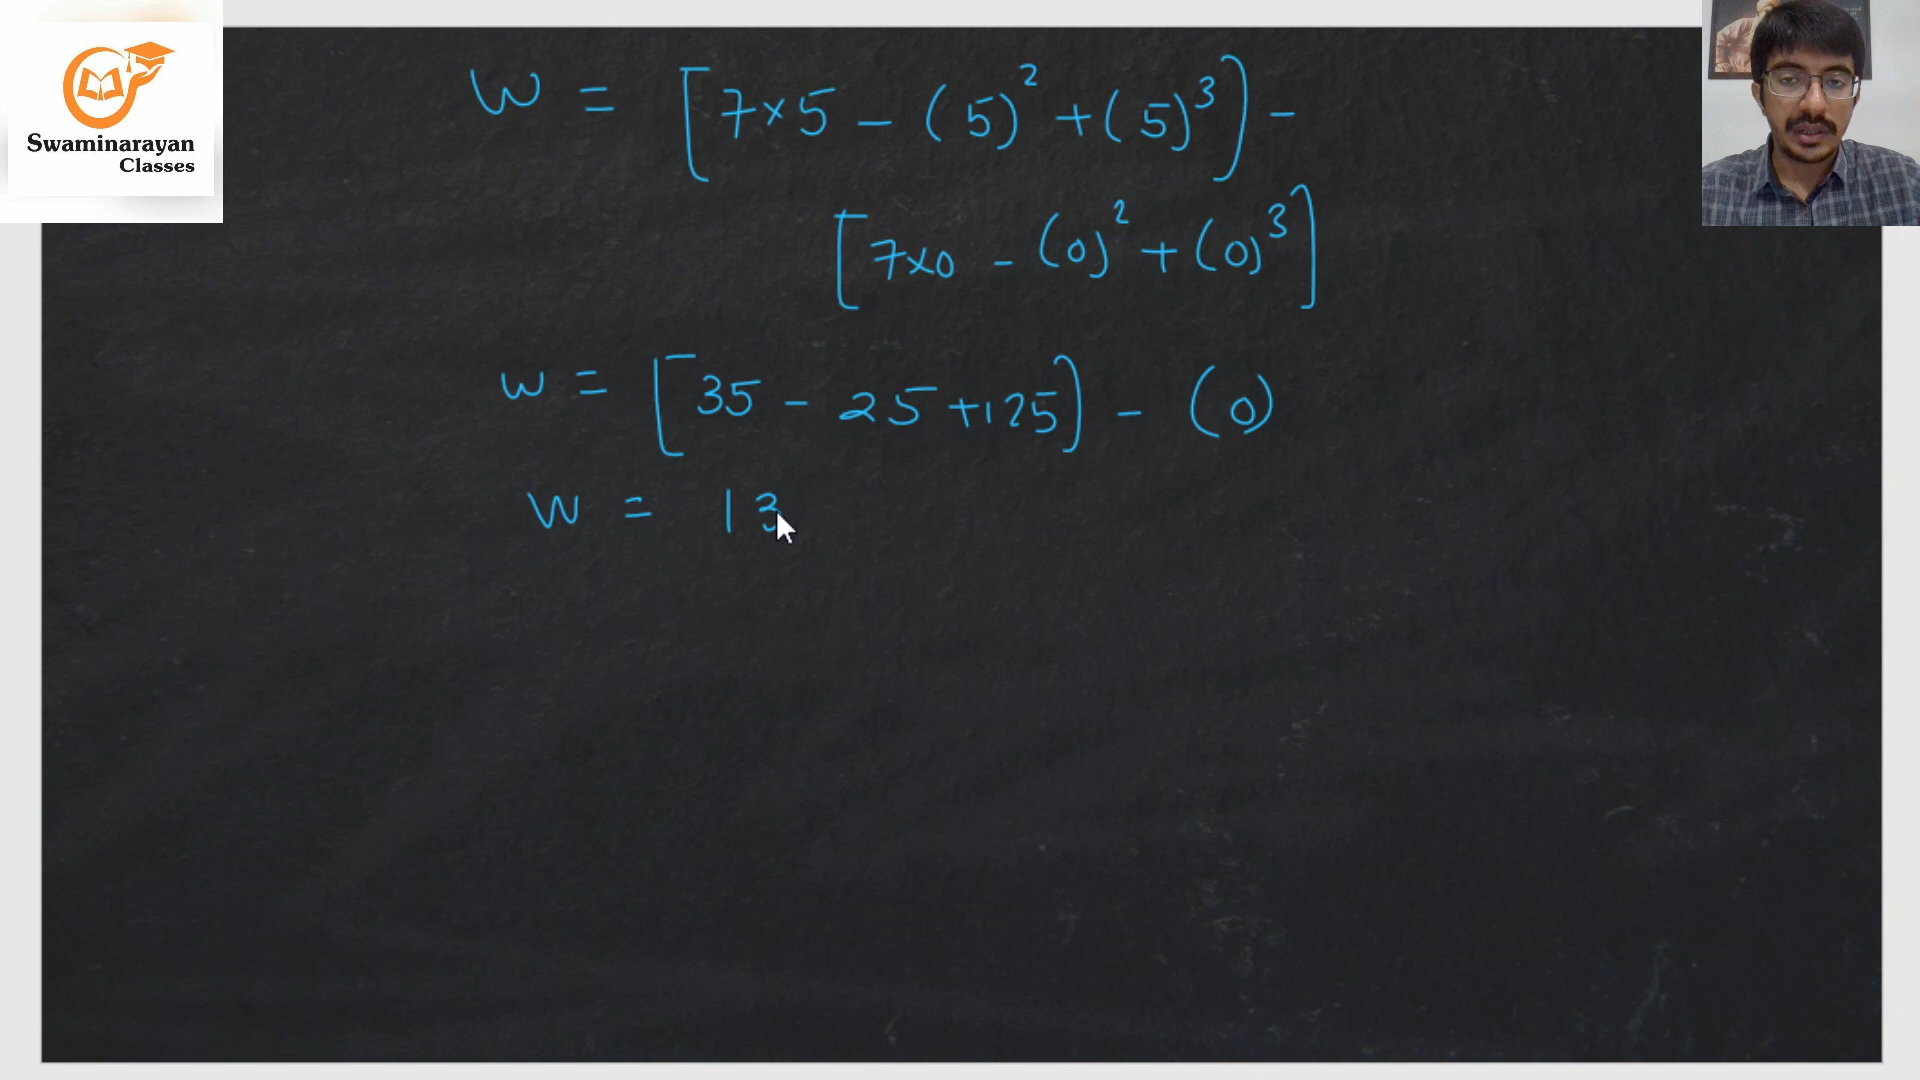 Swaminarayan
Classes
W = [7×5 - (5)² + (5)³] -
[7×0 - (0)² + (0)³]
W = [35 - 25 + 125] - (0)
W = 13